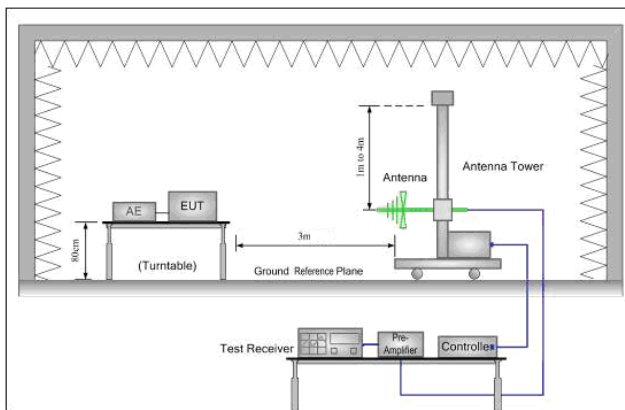 1m to 4m
Antenna
Antenna Tower
AE
EUT
80cm
(Turntable)
3m
Ground Reference Plane
Test Receiver
Pre-
Amplifier
Controller